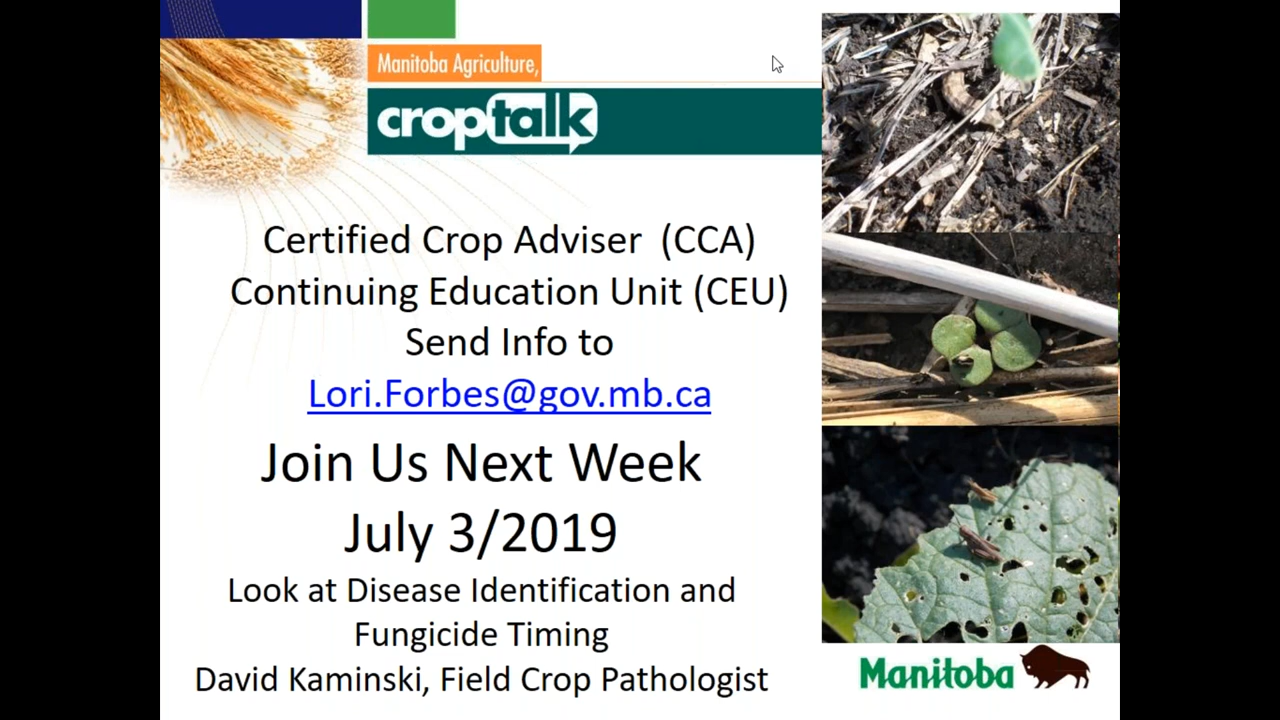 Manitoba Agriculture,
croptalk
Certified Crop Adviser (CCA)
Continuing Education Unit (CEU)
Send Info to
Lori.Forbes@gov.mb.ca
Join Us Next Week
July 3/2019
Look at Disease Identification and
Fungicide Timing
David Kaminski, Field Crop Pathologist
Manitoba